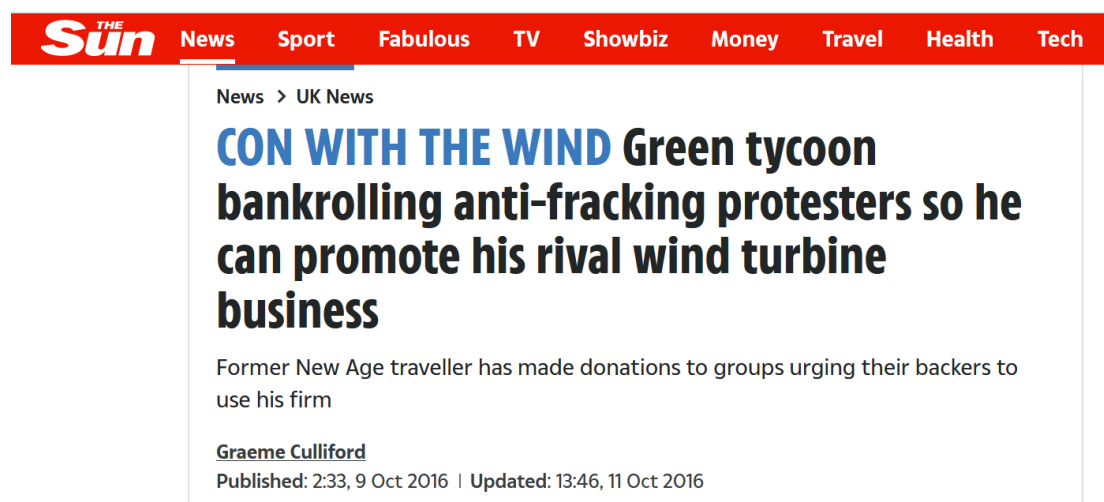 THE Sun News Sport Fabulous TV Showbiz Money Travel Health Tech
News > UK News
CON WITH THE WIND Green tycoon
bankrolling anti-fracking protesters so he
can promote his rival wind turbine
business
Former New Age traveller has made donations to groups urging their backers to
use his firm
Graeme Culliford
Published: 2:33, 9 Oct 2016 | Updated: 13:46, 11 Oct 2016